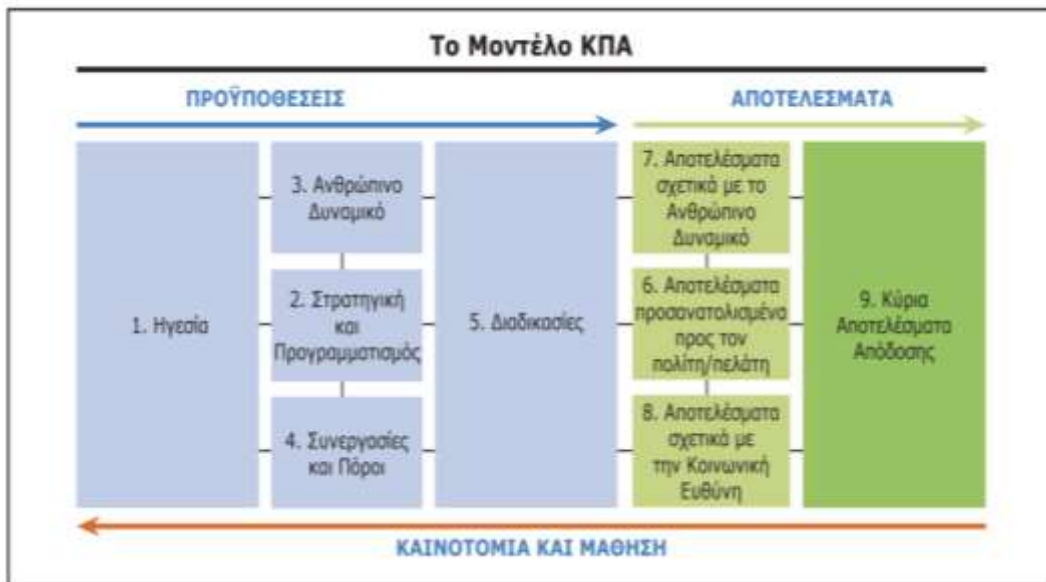 Το Μοντέλο ΚΠΑ
ΠΡΟΫΠΟΘΕΣΕΙΣ
ΑΠΟΤΕΛΕΣΜΑΤΑ
1. Ηγεσία
3. Ανθρώπινο
Δυναμικό
2. Στρατηγική
και
Προγραμματισμός
4. Συνεργασίες
και Πόροι
5. Διαδικασίες
7. Αποτελέσματα
σχετικά με το
Ανθρώπινο
Δυναμικό
6. Αποτελέσματα
προσανατολισμένα
προς τον
πολίτη/πελάτη
8. Αποτελέσματα
σχετικά με
την Κοινωνική
Ευθύνη
9. Κύρια
Αποτελέσματα
Απόδοσης
ΚΑΙΝΟΤΟΜΙΑ ΚΑΙ ΜΑΘΗΣΗ